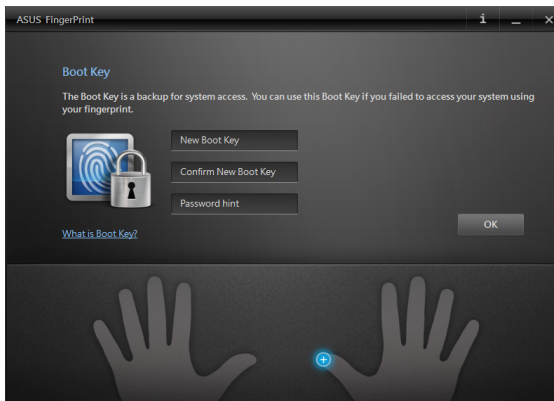 ASUS FingerPrint
Boot Key
The Boot Key is a backup for system access. You can use this Boot Key if you failed to access your system using
your fingerprint.
New Boot Key
Confirm New Boot Key
Password hint
OK
What is Boot Key?